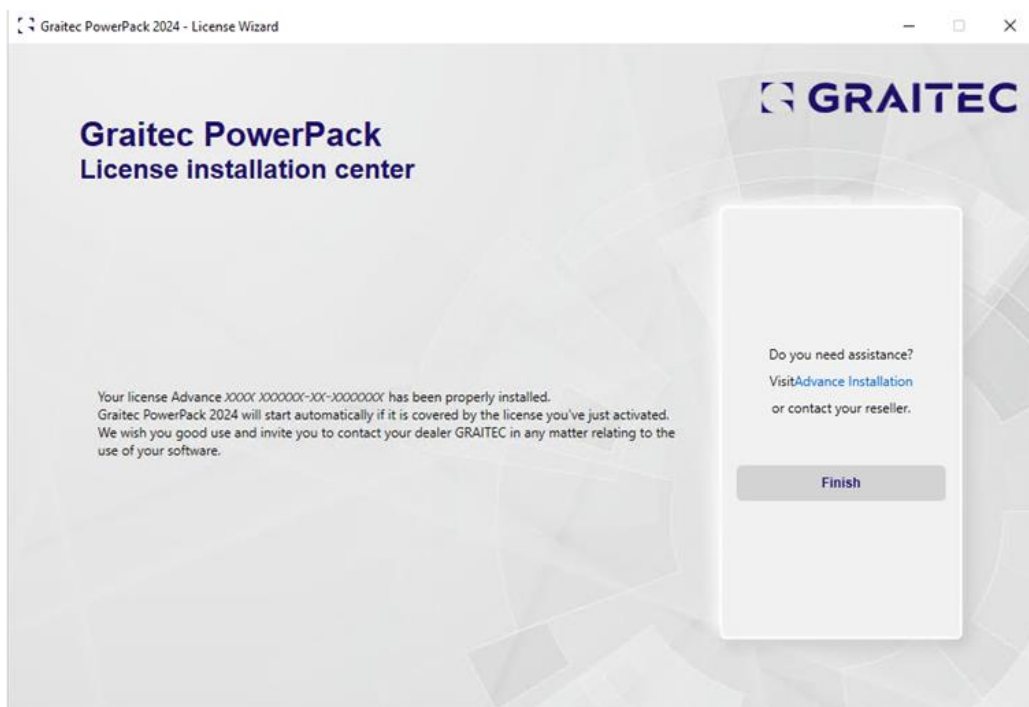 Graitec PowerPack 2024 - License Wizard
GRAITEC
Graitec PowerPack
License installation center
Your license Advance XXXX XXXXXX-XX-XXXXXXX has been properly installed.
Graitec PowerPack 2024 will start automatically if it is covered by the license you've just activated.
We wish you good use and invite you to contact your dealer GRAITEC in any matter relating to the
use of your software.
Do you need assistance?
VisitAdvance Installation
or contact your reseller.
Finish